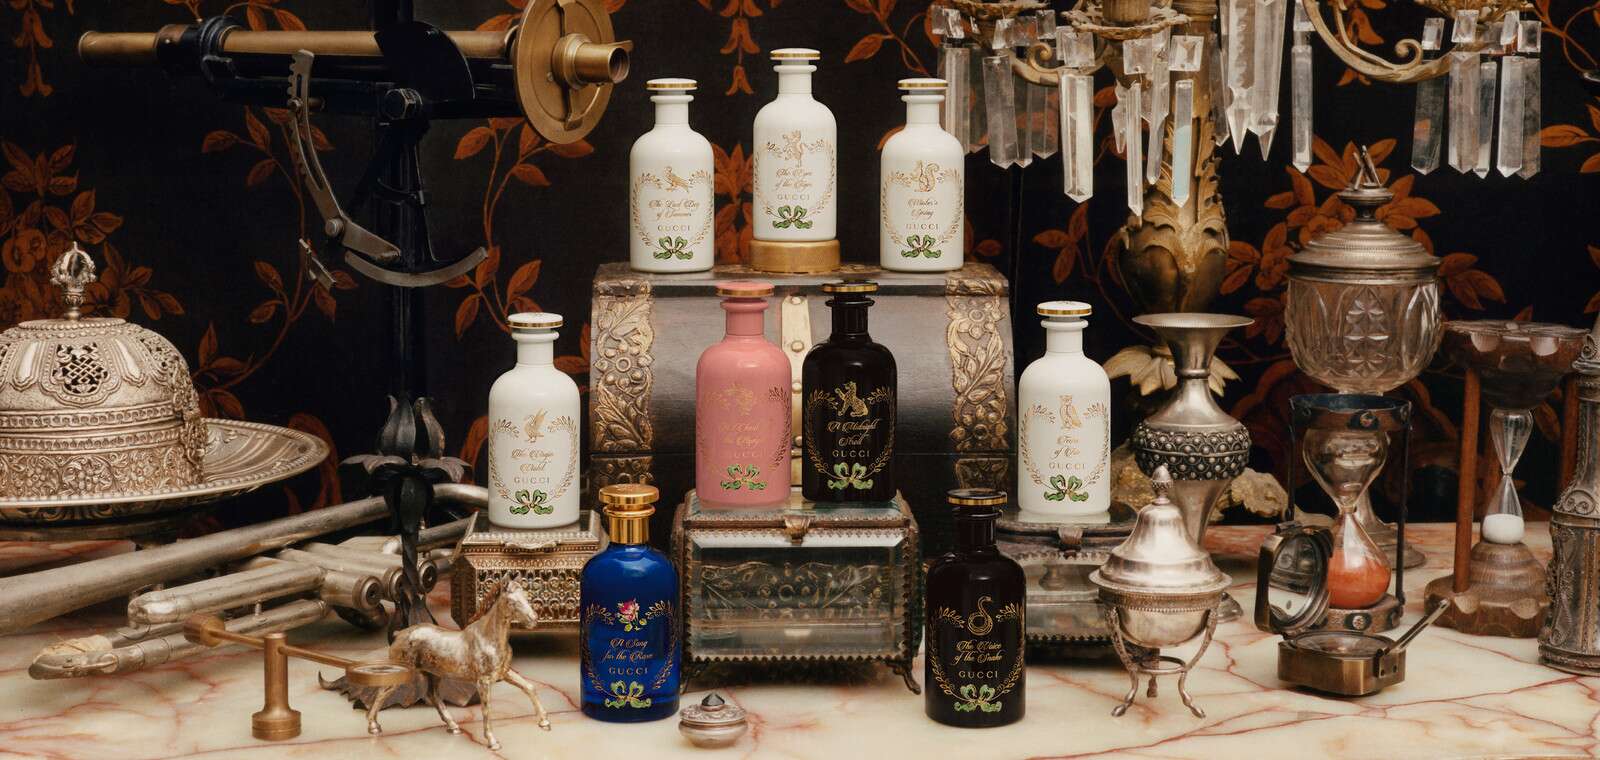 The Last Day
of Summer
GUCCI
The Eyes
of the Tiger
GUCCI
Winter's
Spring
GUCCI
The Virgin
Violet
GUCCI
GUCCI
A Midnight
Stroll
GUCCI
Tears
of Iris
GUCCI
A Song
for the Rose
GUCCI
The Voice
of the Snake
GUCCI